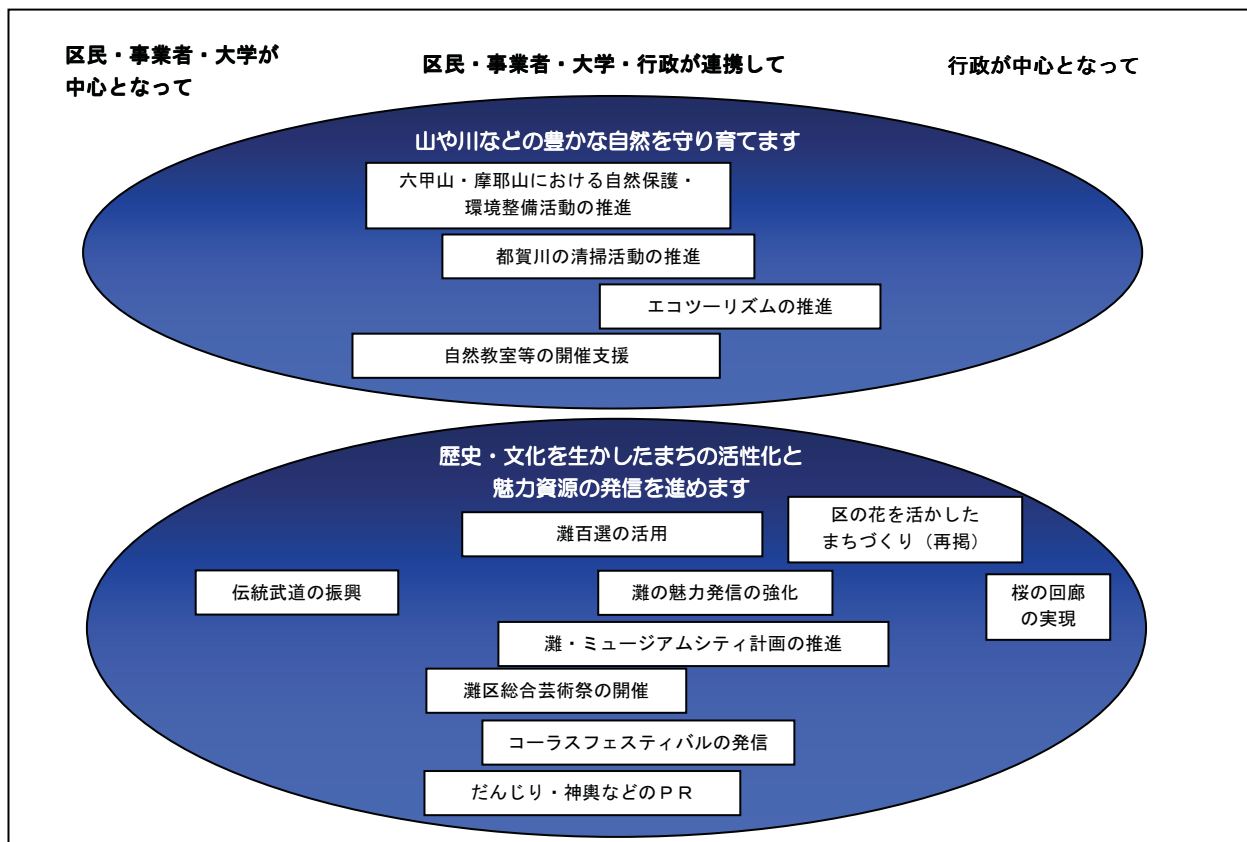 区民・事業者・大学が
中心となって
区民・事業者・大学・行政が連携して
行政が中心となって
山や川などの豊かな自然を守り育てます
六甲山・摩耶山における自然保護・
環境整備活動の推進
都賀川の清掃活動の推進
エコツーリズムの推進
自然教室等の開催支援
歴史・文化を生かしたまちの活性化と
魅力資源の発信を進めます
灘百選の活用
区の花を活かした
まちづくり（再掲）
伝統武道の振興
灘の魅力発信の強化
桜の回廊
の実現
灘・ミュージアムシティ計画の推進
灘区総合芸術祭の開催
コーラスフェスティバルの発信
だんじり・神輿などのＰＲ